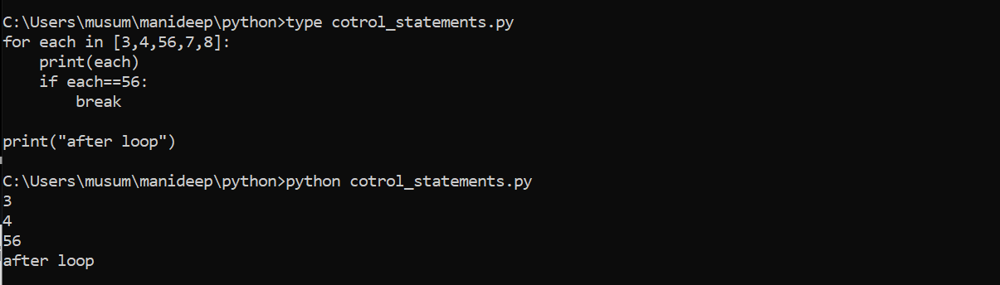 C:\Users\musum\manideep\python>type cotrol_statements.py
for each in [3,4,56,7,8]:
    print(each)
    if each==56:
        break

print("after loop")

C:\Users\musum\manideep\python>python cotrol_statements.py
3
4
56
after loop